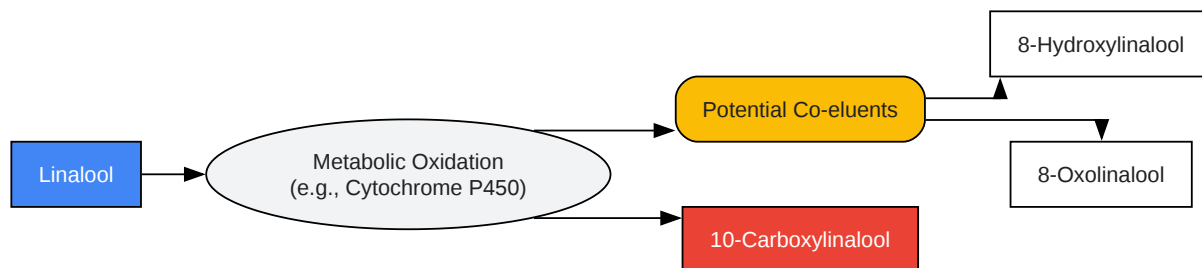 8-Hydroxylinalool
Potential Co-eluents
Linalool
Metabolic Oxidation
(e.g., Cytochrome P450)
8-Oxolinalool
10-Carboxylinalool